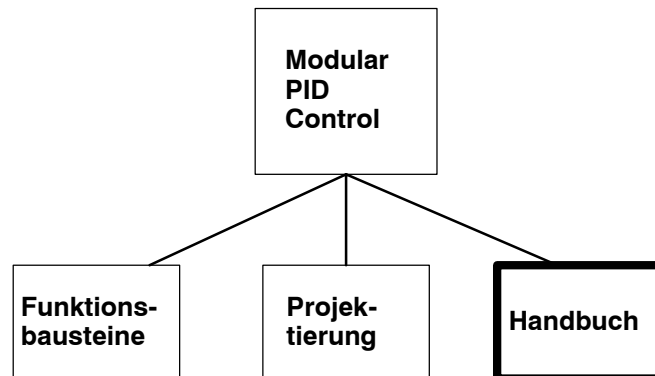 Modular
PID
Control
Funktions-
bausteine
Projek-
tierung
Handbuch